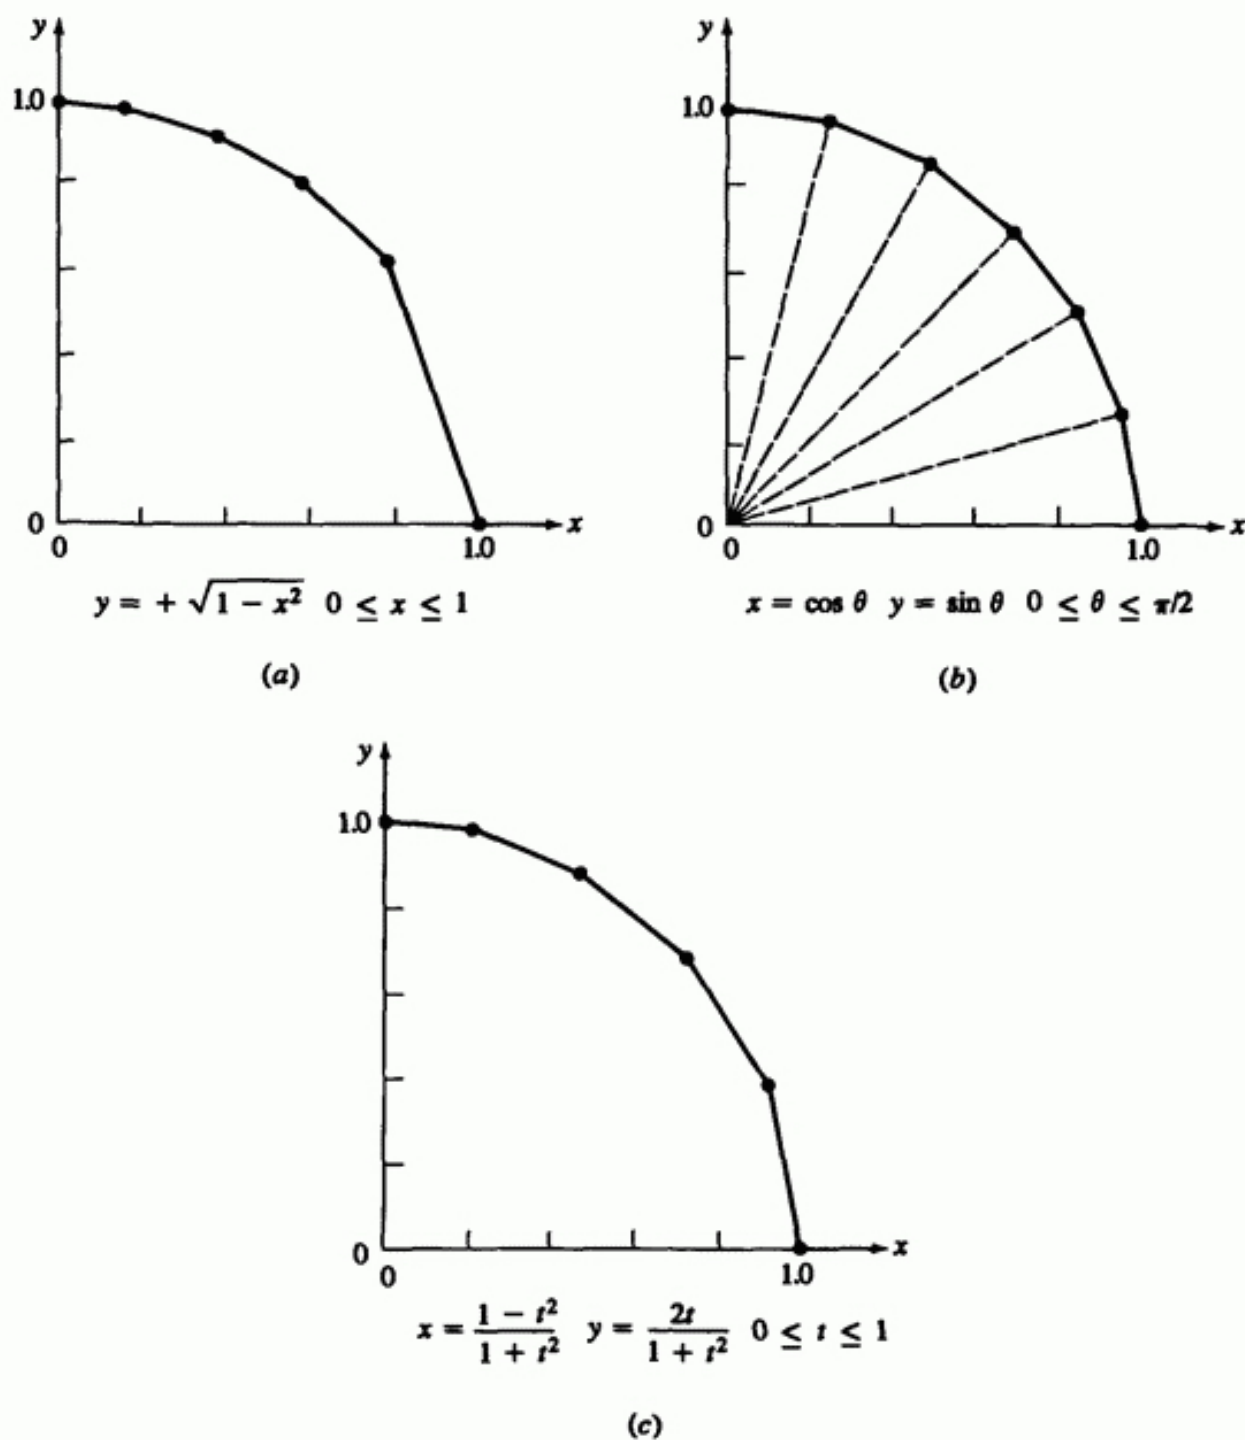 y
1.0
0
0
1.0
x
y = + √1 − x² 0 ≤ x ≤ 1
(a)
y
1.0
0
0
1.0
x
x = cos θ y = sin θ 0 ≤ θ ≤ π/2
(b)
y
1.0
0
0
1.0
x
x = (1 − t²)/(1 + t²) y = 2t/(1 + t²) 0 ≤ t ≤ 1
(c)